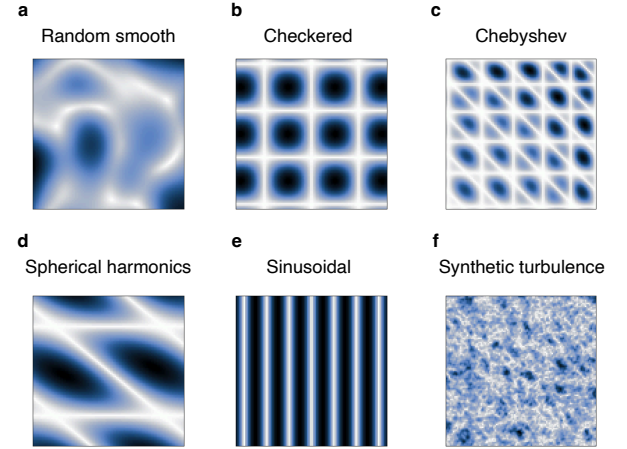 a
Random smooth
b
Checkered
c
Chebyshev
d
Spherical harmonics
e
Sinusoidal
f
Synthetic turbulence